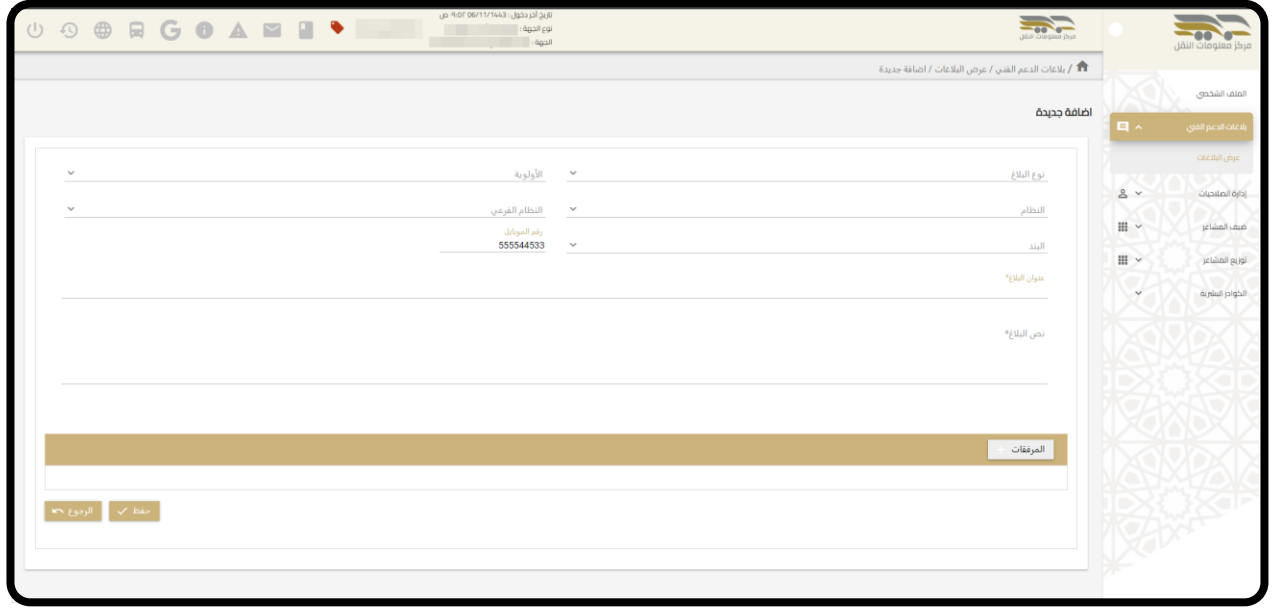 مركز معلومات النقل
مركز معلومات النقل
تاريخ آخر دخول : 06/11/1443 9:01 ص
نوع الجهة :
الجهة :
/ بلاغات الدعم الفني / عرض البلاغات / اضافة جديدة
الملف الشخصي
بلاغات الدعم الفني
عرض البلاغات
إدارة الصلاحيات
صيف المشاعر
توزيع المشاعر
الكوادر البشرية
اضافة جديدة
نوع البلاغ
الأولوية
النظام
النظام الفرعي
البند
رقم الموبايل
555544533
عنوان البلاغ*
نص البلاغ*
المرفقات +
حفظ
الرجوع